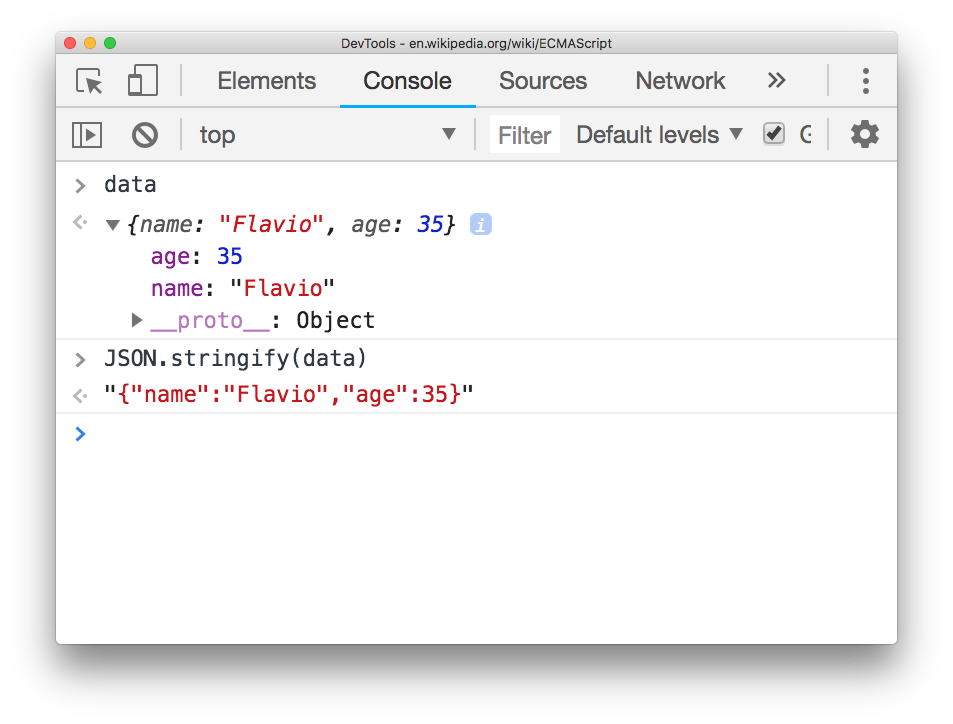 DevTools - en.wikipedia.org/wiki/ECMAScript
Elements Console Sources Network »
top Filter Default levels
> data
{name: "Flavio", age: 35} i
age: 35
name: "Flavio"
__proto__: Object
> JSON.stringify(data)
"{"name":"Flavio","age":35}"
>